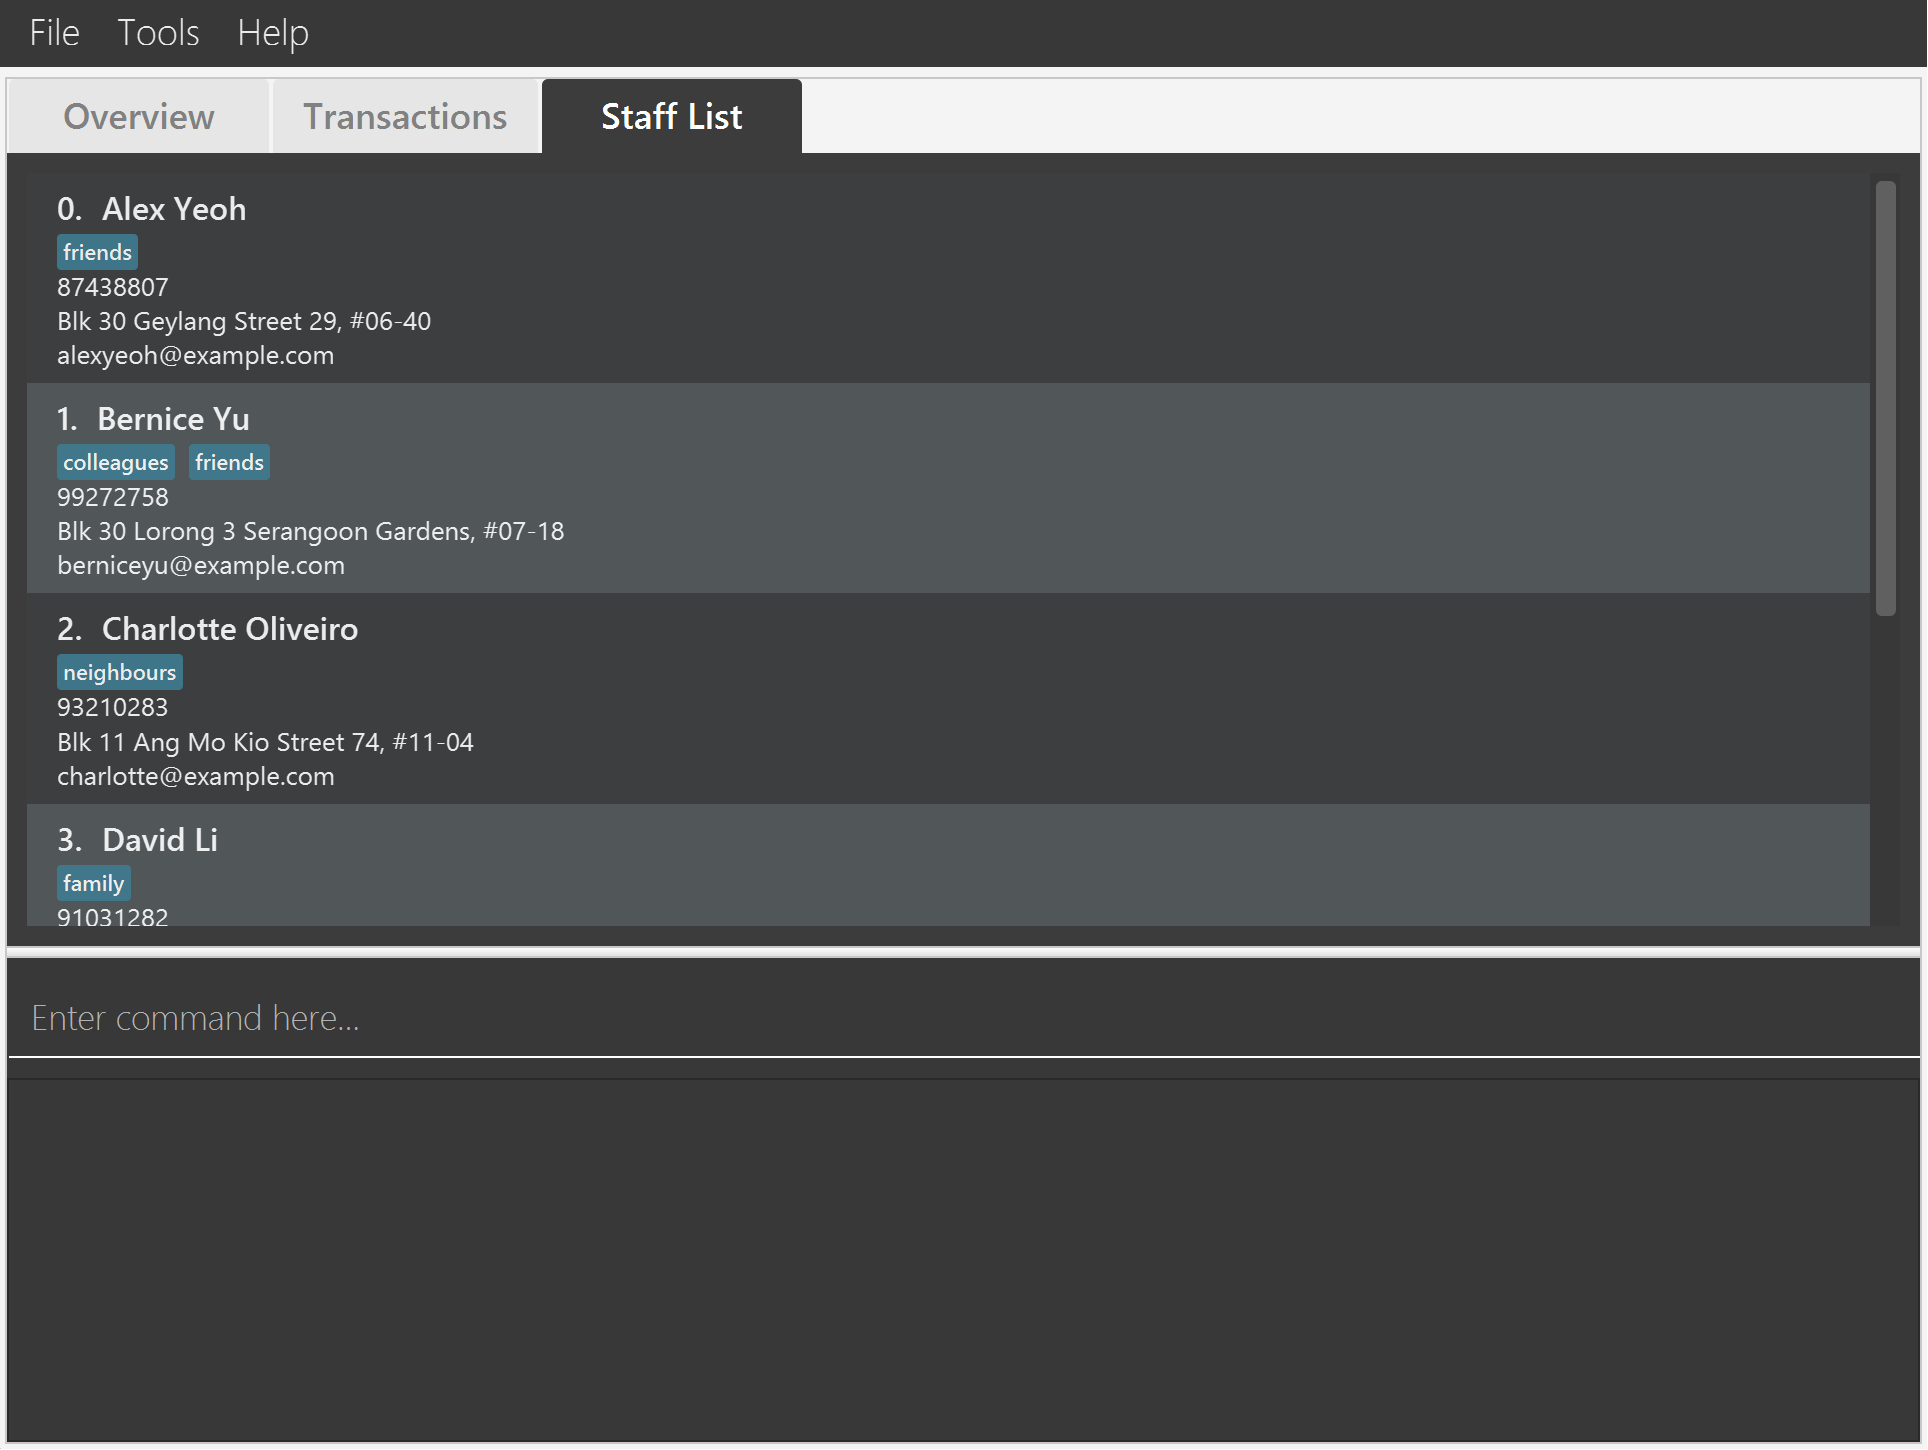 File Tools Help
Overview Transactions Staff List
0. Alex Yeoh
friends
87438807
Blk 30 Geylang Street 29, #06-40
alexyeoh@example.com
1. Bernice Yu
colleagues friends
99272758
Blk 30 Lorong 3 Serangoon Gardens, #07-18
berniceyu@example.com
2. Charlotte Oliveiro
neighbours
93210283
Blk 11 Ang Mo Kio Street 74, #11-04
charlotte@example.com
3. David Li
family
91031282
Enter command here...